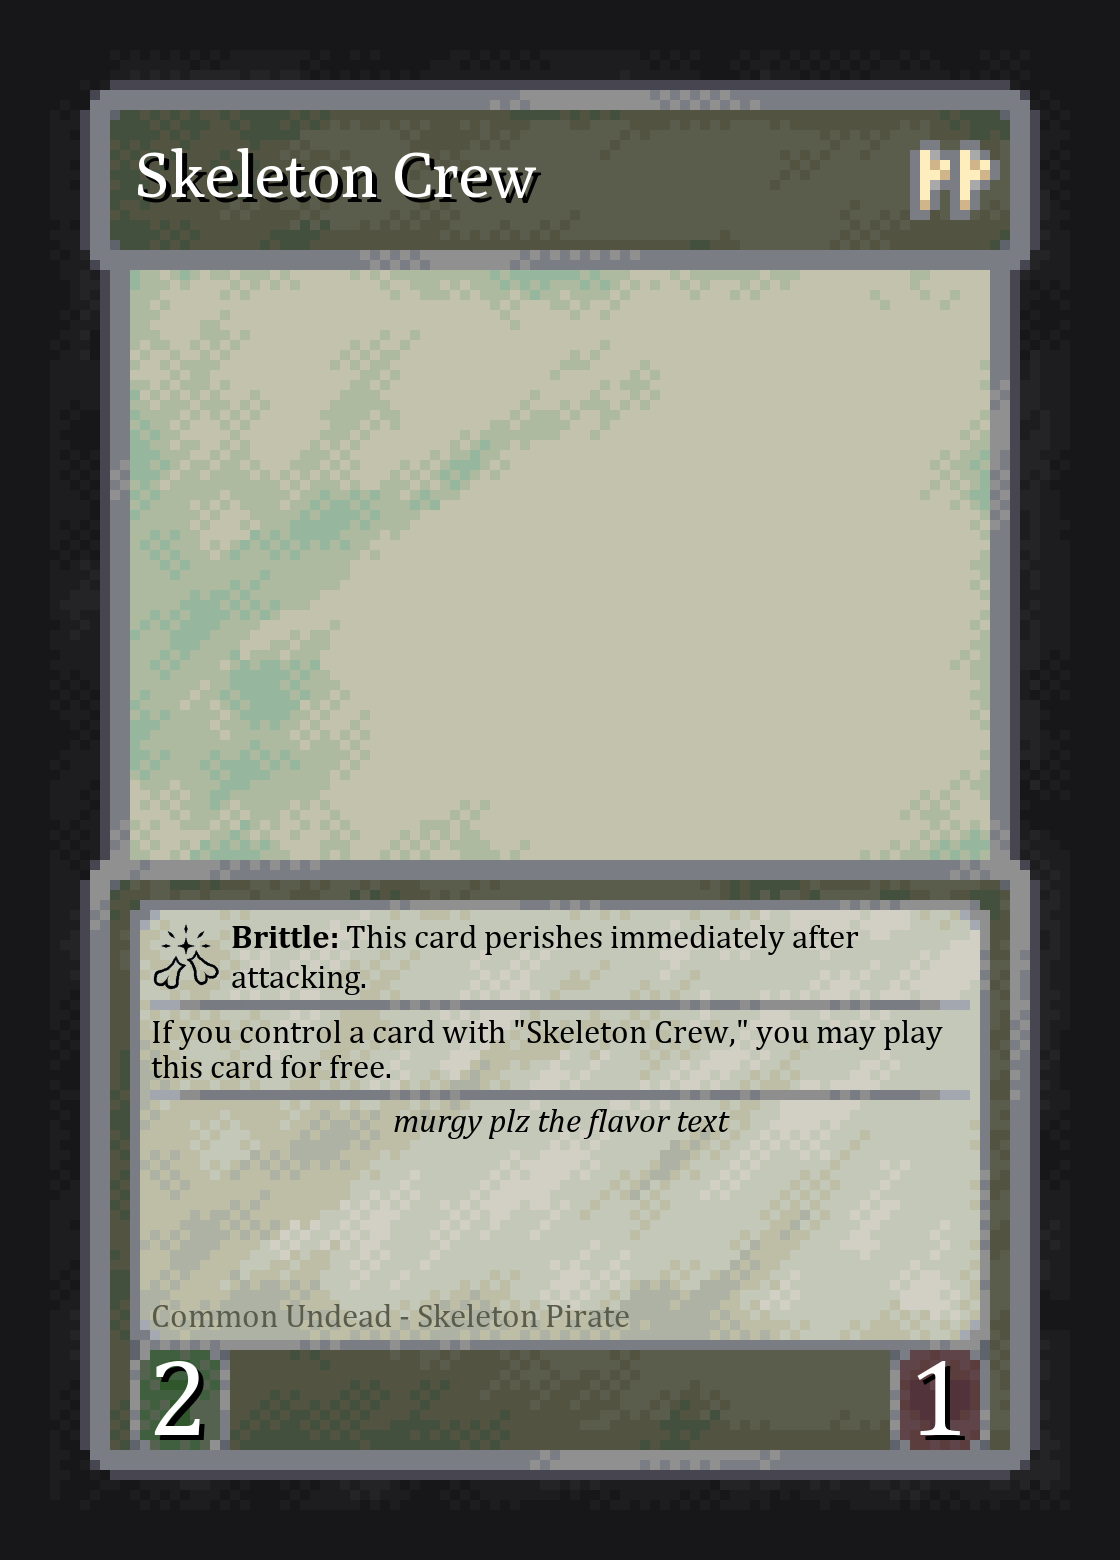 Skeleton Crew
Brittle: This card perishes immediately after
attacking.
If you control a card with "Skeleton Crew," you may play
this card for free.
murgy plz the flavor text
Common Undead - Skeleton Pirate
2
1